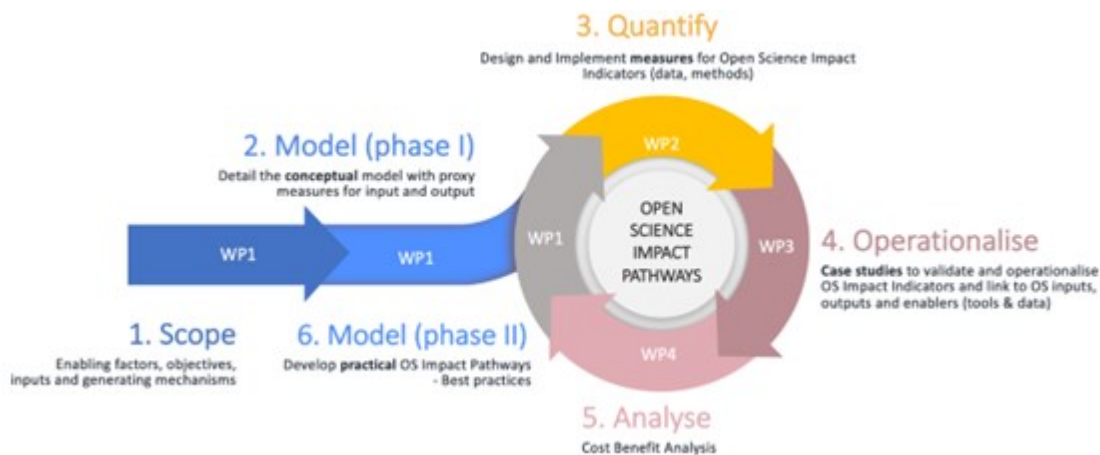 3. Quantify
Design and Implement measures for Open Science Impact
Indicators (data, methods)
2. Model (phase I)
Detail the conceptual model with proxy
measures for input and output
WP2
WP1
WP1
WP1
OPEN
SCIENCE
IMPACT
PATHWAYS
WP3
4. Operationalise
Case studies to validate and operationalise
OS Impact Indicators and link to OS inputs,
outputs and enablers (tools & data)
1. Scope
Enabling factors, objectives,
inputs and generating mechanisms
6. Model (phase II)
Develop practical OS Impact Pathways
- Best practices
WP4
5. Analyse
Cost Benefit Analysis